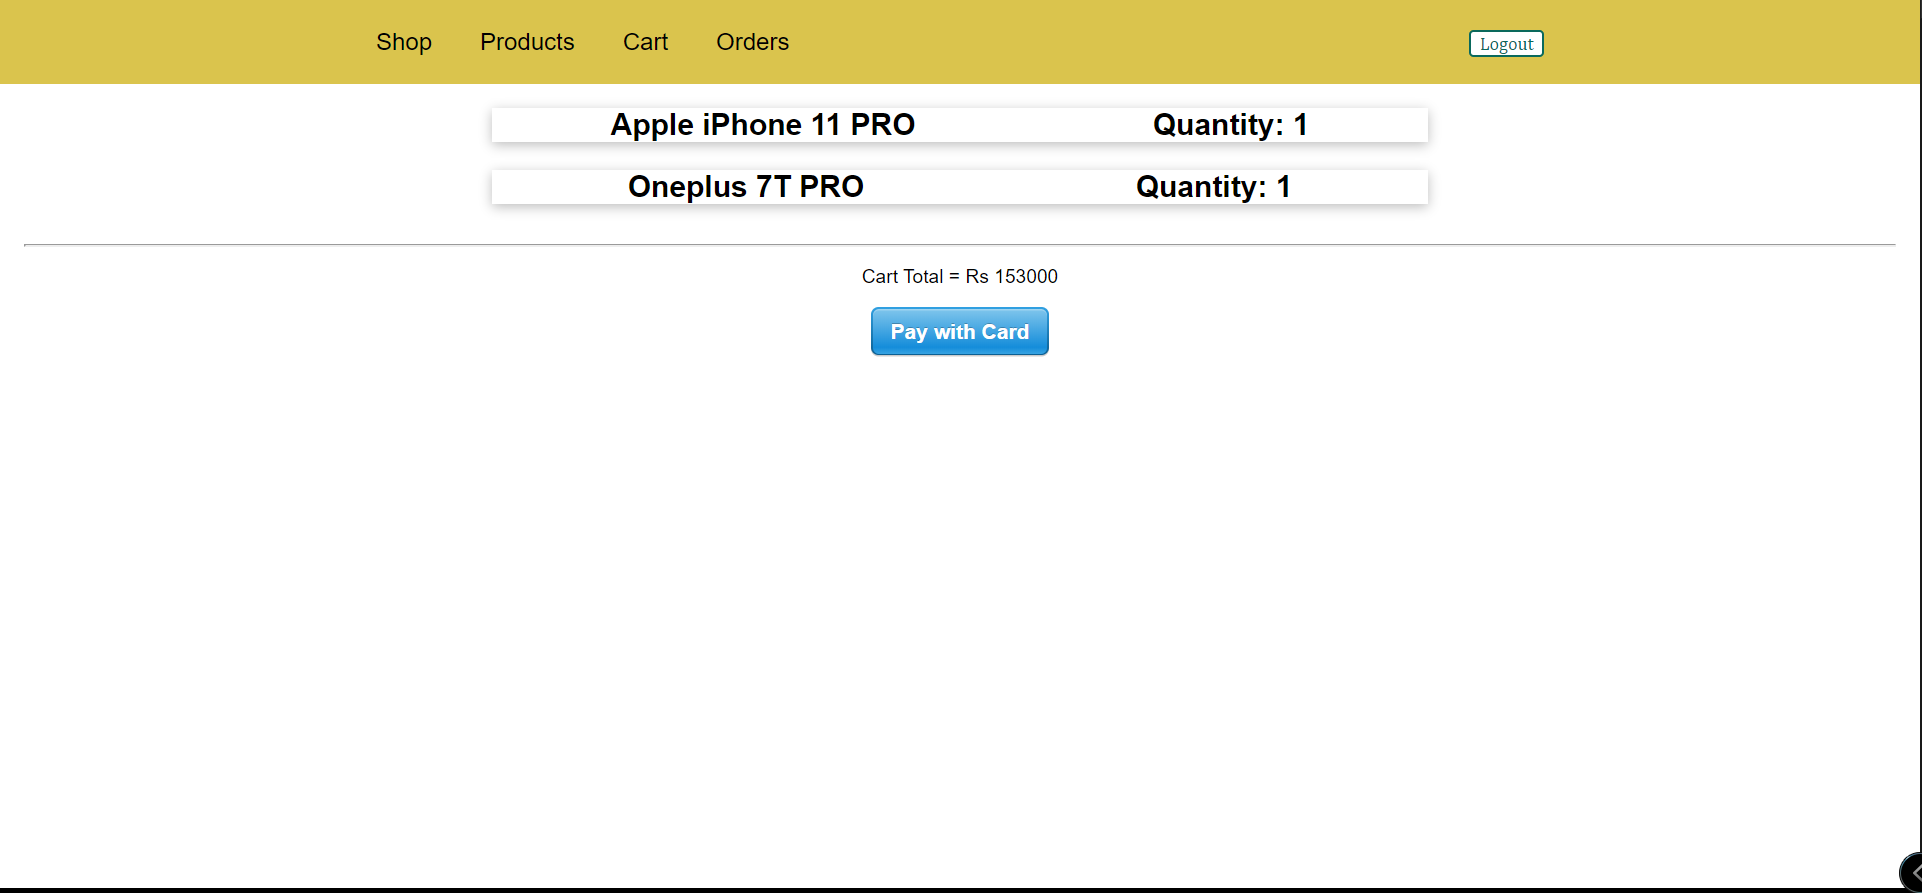 Shop Products Cart Orders Logout
Apple iPhone 11 PRO Quantity: 1
Oneplus 7T PRO Quantity: 1
Cart Total = Rs 153000
Pay with Card